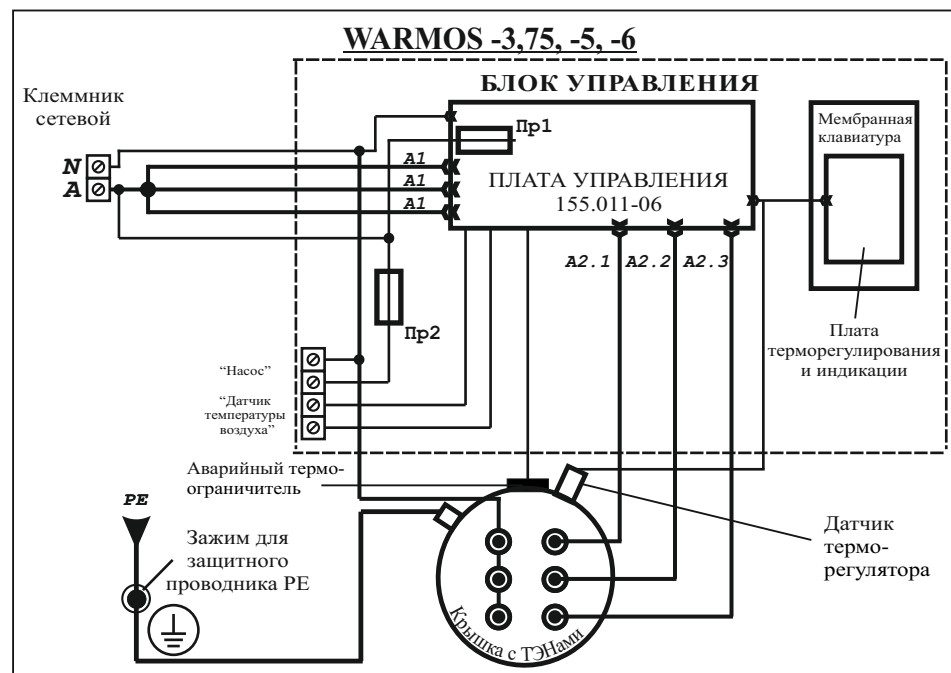 WARMOS -3,75, -5, -6
БЛОК УПРАВЛЕНИЯ
Клеммник
сетевой
N
A
Пр1
A1
A1
A1
ПЛАТА УПРАВЛЕНИЯ
155.011-06
Мембранная
клавиатура
A2.1
A2.2
A2.3
Пр2
Плата
терморегулирования
и индикации
“Насос”
“Датчик
температуры
воздуха”
Аварийный термо-
ограничитель
PE
Зажим для
защитного
проводника PE
Датчик
термо-
регулятора
Крышка с ТЭНами